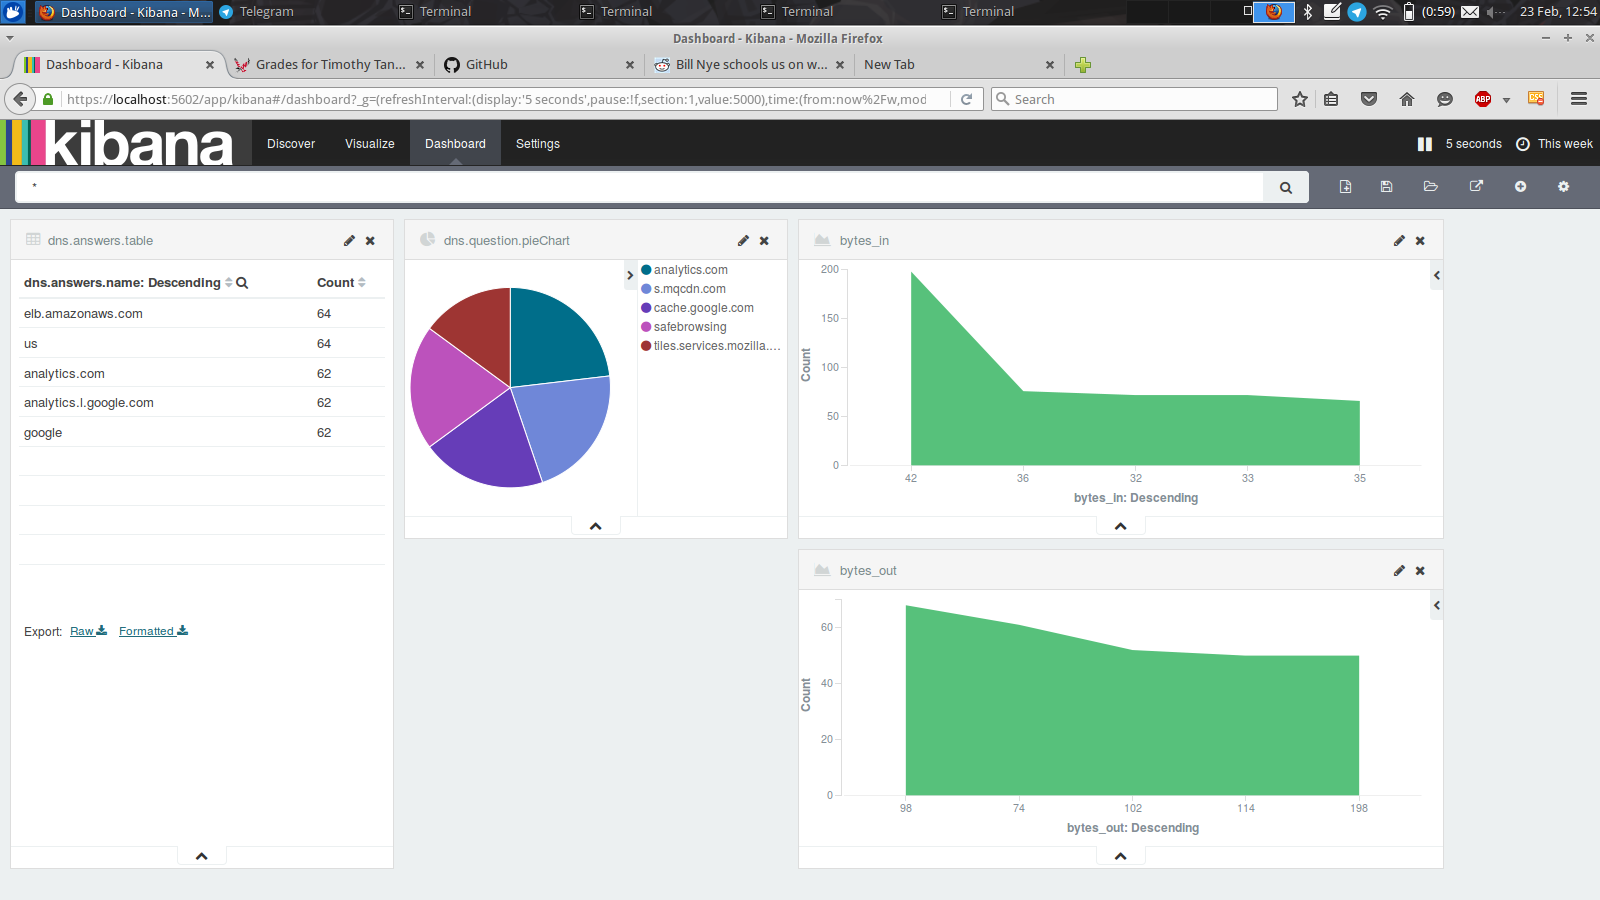 Dashboard - Kibana - M...
Telegram
Terminal
Terminal
Terminal
Terminal
(0:59)
23 Feb, 12:54
Dashboard - Kibana - Mozilla Firefox
Dashboard - Kibana
Grades for Timothy Tan...
GitHub
Bill Nye schools us on w...
New Tab
https://localhost:5602/app/kibana#/dashboard?_g=(refreshInterval:(display:'5 seconds',pause:!f,section:1,value:5000),time:(from:now%2Fw,mod
Search
ABP
kibana
Discover
Visualize
Dashboard
Settings
5 seconds
This week
*
dns.answers.table
dns.answers.name: Descending
Count
elb.amazonaws.com 64
us 64
analytics.com 62
analytics.l.google.com 62
google 62
Export: Raw Formatted
dns.question.pieChart
analytics.com
s.mqcdn.com
cache.google.com
safebrowsing
tiles.services.mozilla....
bytes_in
200
150
100
50
0
Count
42 36 32 33 35
bytes_in: Descending
bytes_out
60
40
20
0
Count
98 74 102 114 198
bytes_out: Descending